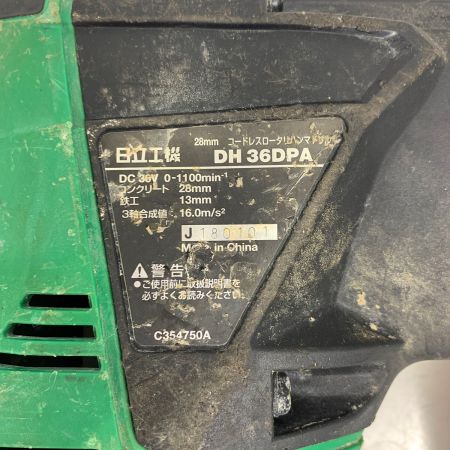 28mm コードレスロータリハンマドリル
日立工機 DH 36DPA
DC 36V 0-1100min⁻¹
コンクリート 28mm
鉄工 13mm
3軸合成値 16.0m/s²
J 180101
Made in China
⚠警告
●ご使用前に取扱説明書を
必ずよくお読みください。
C354750A